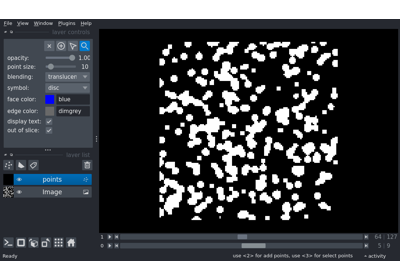 File View Window Plugins Help
layer controls
opacity: 1.00
point size: 10
blending: translucen
symbol: disc
face color: blue
edge color: dimgrey
display text:
out of slice:
layer list
points
Image
1 64 127
0 5 9
Ready
use <2> for add points, use <3> for select points
activity